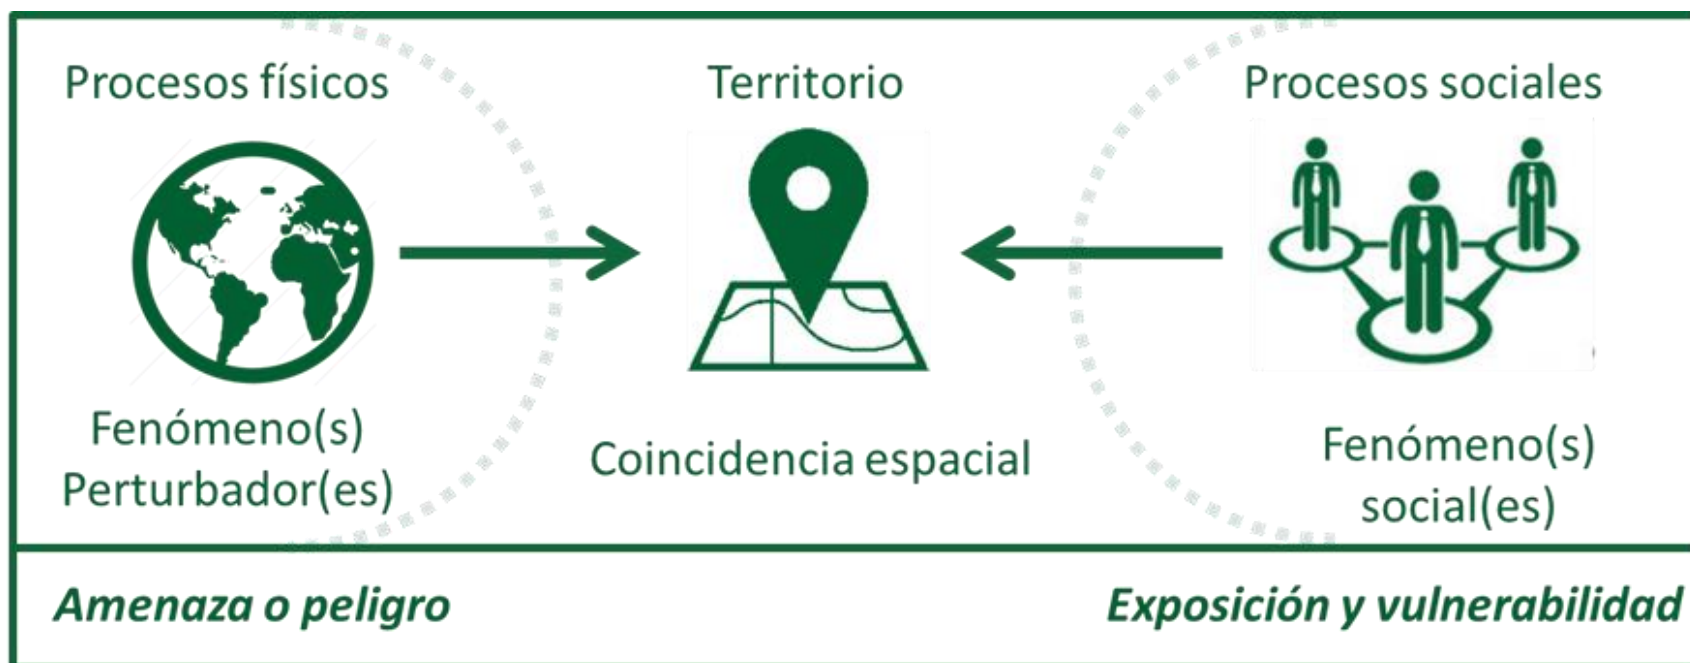 Procesos físicos
Territorio
Procesos sociales
Fenómeno(s)
Perturbador(es)
Coincidencia espacial
Fenómeno(s)
social(es)
Amenaza o peligro
Exposición y vulnerabilidad